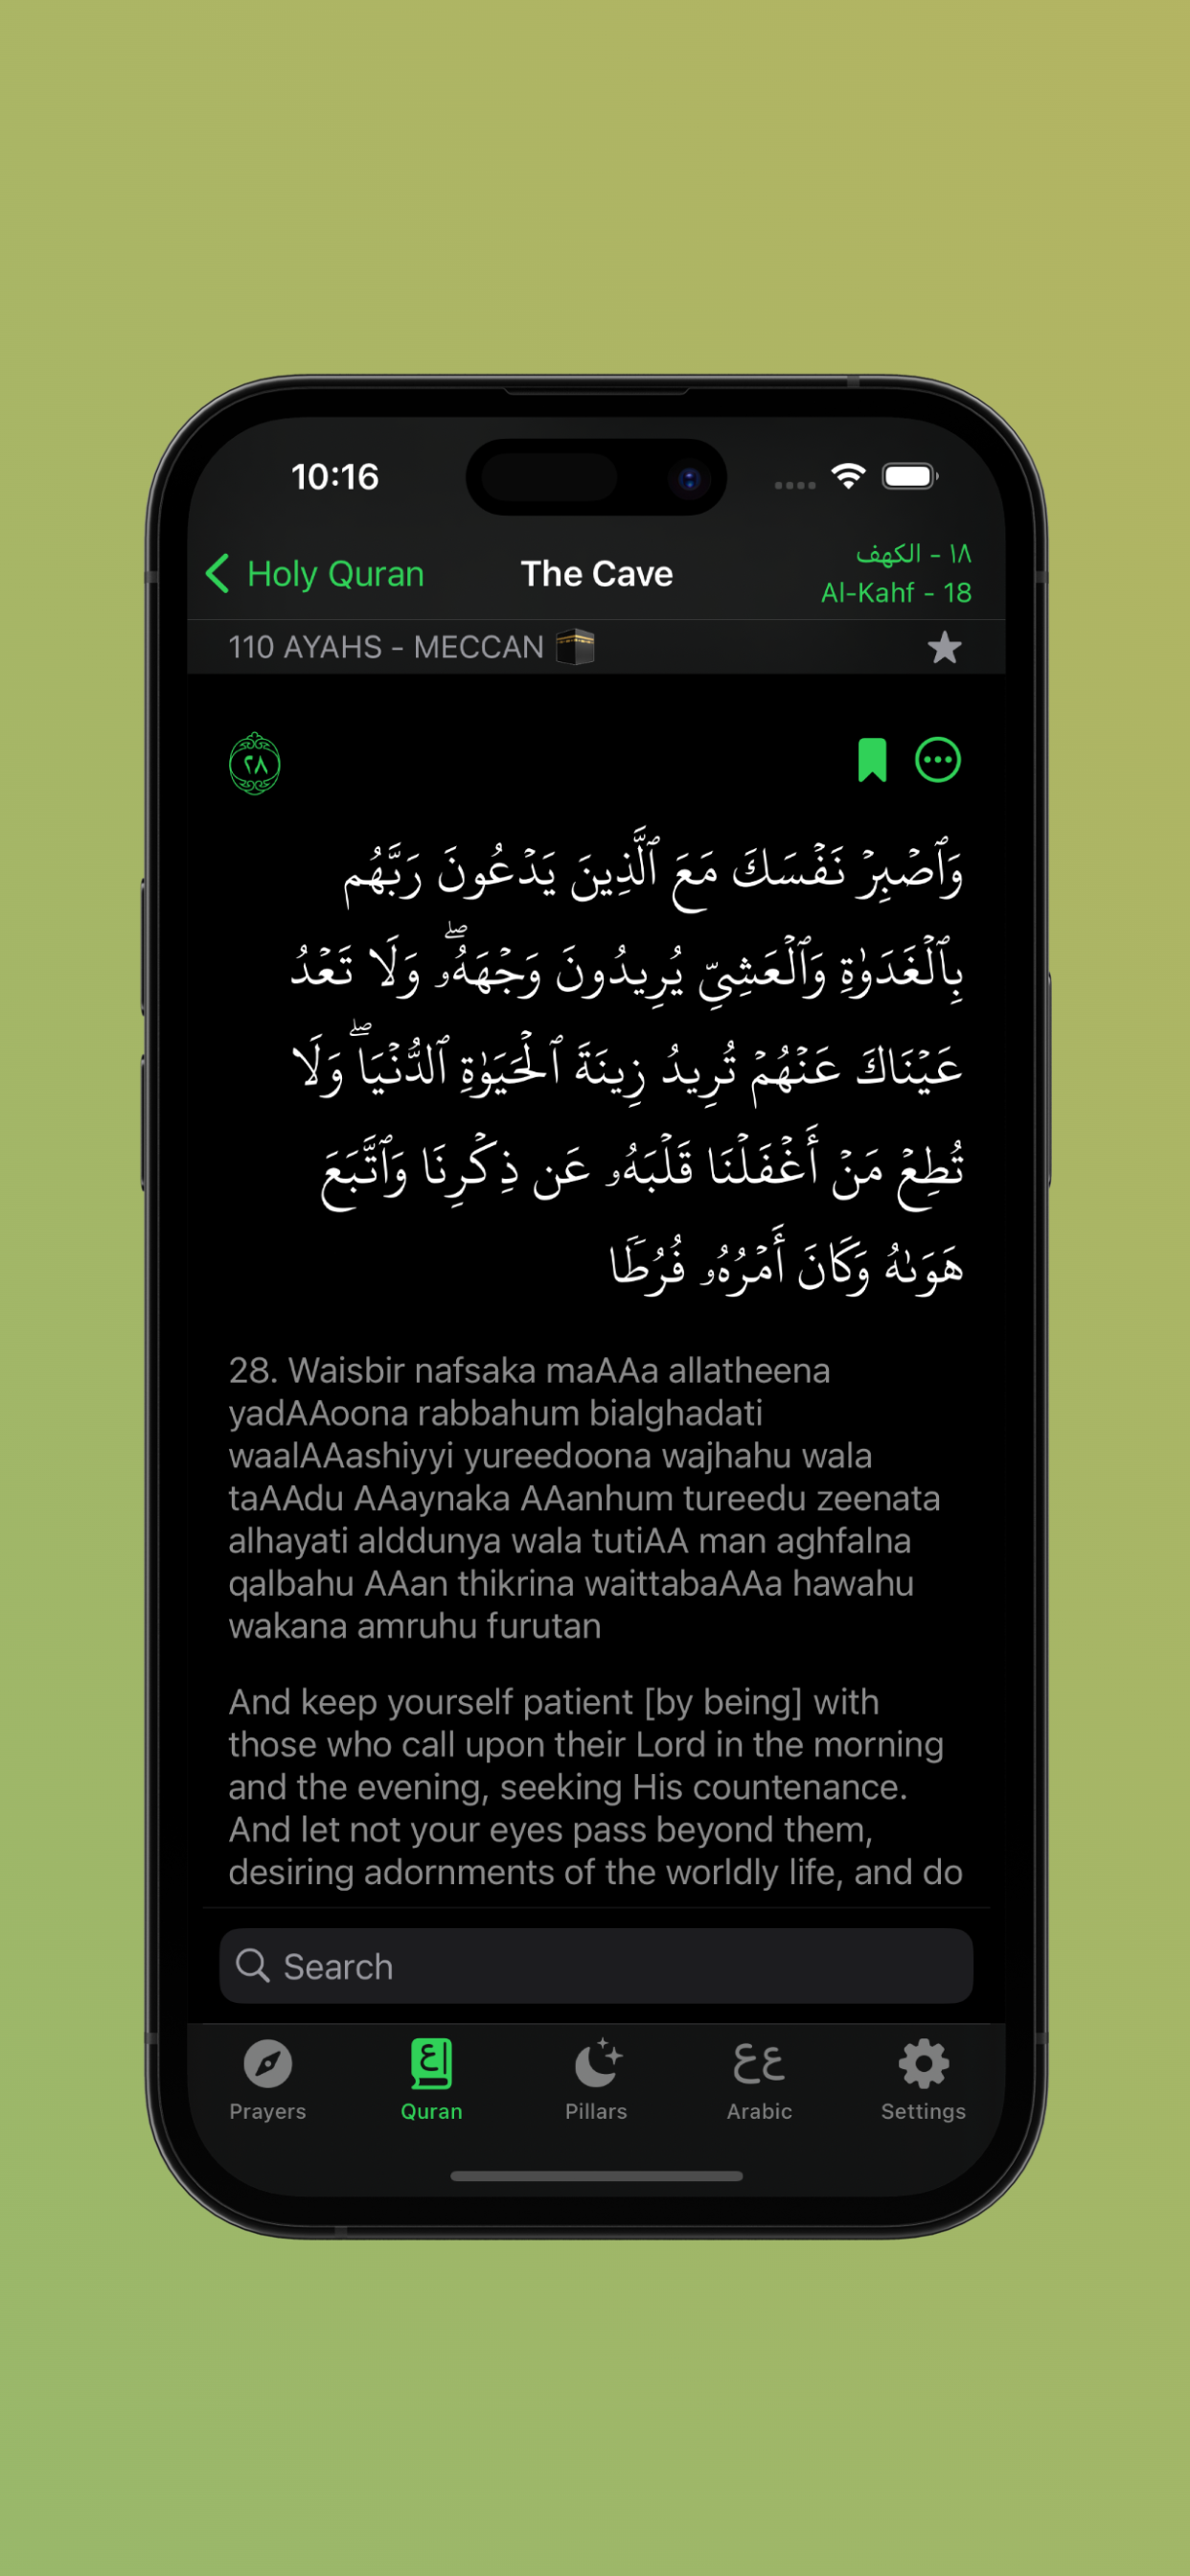 10:16
Holy Quran
The Cave
١٨ - الكهف
Al-Kahf - 18
110 AYAHS - MECCAN
٢٨
وَٱصۡبِرۡ نَفۡسَكَ مَعَ ٱلَّذِينَ يَدۡعُونَ رَبَّهُم
بِٱلۡغَدَوٰةِ وَٱلۡعَشِيِّ يُرِيدُونَ وَجۡهَهُۥۖ وَلَا تَعۡدُ
عَيۡنَاكَ عَنۡهُمۡ تُرِيدُ زِينَةَ ٱلۡحَيَوٰةِ ٱلدُّنۡيَاۖ وَلَا
تُطِعۡ مَنۡ أَغۡفَلۡنَا قَلۡبَهُۥ عَن ذِكۡرِنَا وَٱتَّبَعَ
هَوَىٰهُ وَكَانَ أَمۡرُهُۥ فُرُطٗا
28. Waisbir nafsaka maAAa allatheena
yadAAoona rabbahum bialghadati
waalAAashiyyi yureedoona wajhahu wala
taAAdu AAaynaka AAanhum tureedu zeenata
alhayati alddunya wala tutiAA man aghfalna
qalbahu AAan thikrina waittabaAAa hawahu
wakana amruhu furutan
And keep yourself patient [by being] with
those who call upon their Lord in the morning
and the evening, seeking His countenance.
And let not your eyes pass beyond them,
desiring adornments of the worldly life, and do
Search
ع
ع ع
Prayers
Quran
Pillars
Arabic
Settings